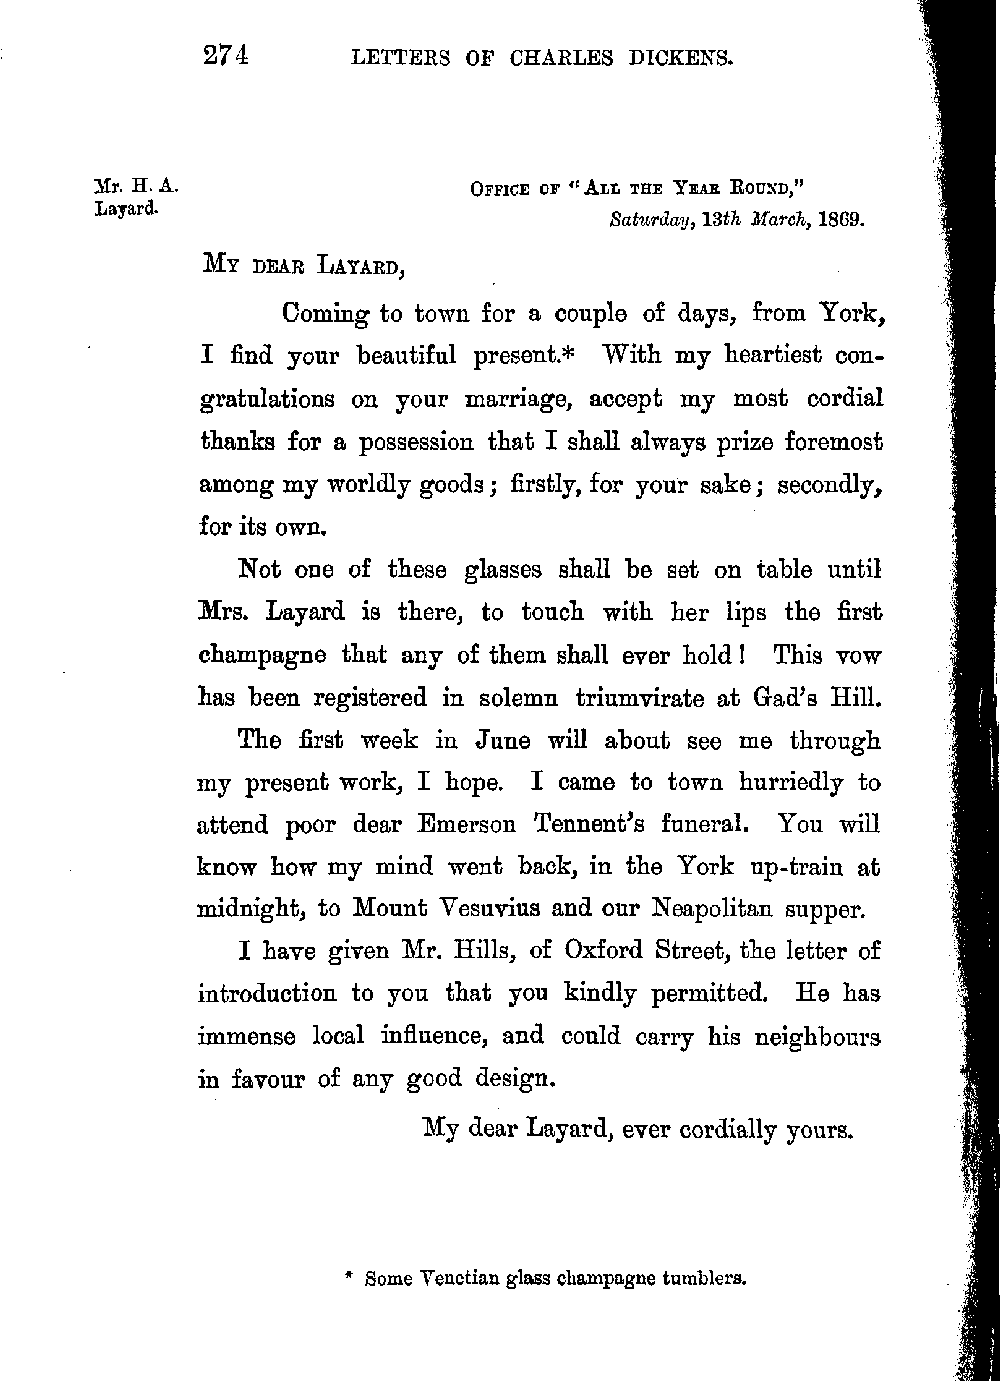 274 LETTERS OF CHARLES DICKENS.
Mr. H. A.
Layard.
OFFICE OF "ALL THE YEAR ROUND,"
Saturday, 13th March, 1869.
MY DEAR LAYARD,
Coming to town for a couple of days, from York,
I find your beautiful present.* With my heartiest con-
gratulations on your marriage, accept my most cordial
thanks for a possession that I shall always prize foremost
among my worldly goods; firstly, for your sake; secondly,
for its own.
Not one of these glasses shall be set on table until
Mrs. Layard is there, to touch with her lips the first
champagne that any of them shall ever hold! This vow
has been registered in solemn triumvirate at Gad's Hill.
The first week in June will about see me through
my present work, I hope. I came to town hurriedly to
attend poor dear Emerson Tennent's funeral. You will
know how my mind went back, in the York up-train at
midnight, to Mount Vesuvius and our Neapolitan supper.
I have given Mr. Hills, of Oxford Street, the letter of
introduction to you that you kindly permitted. He has
immense local influence, and could carry his neighbours
in favour of any good design.
My dear Layard, ever cordially yours.
* Some Venetian glass champagne tumblers.